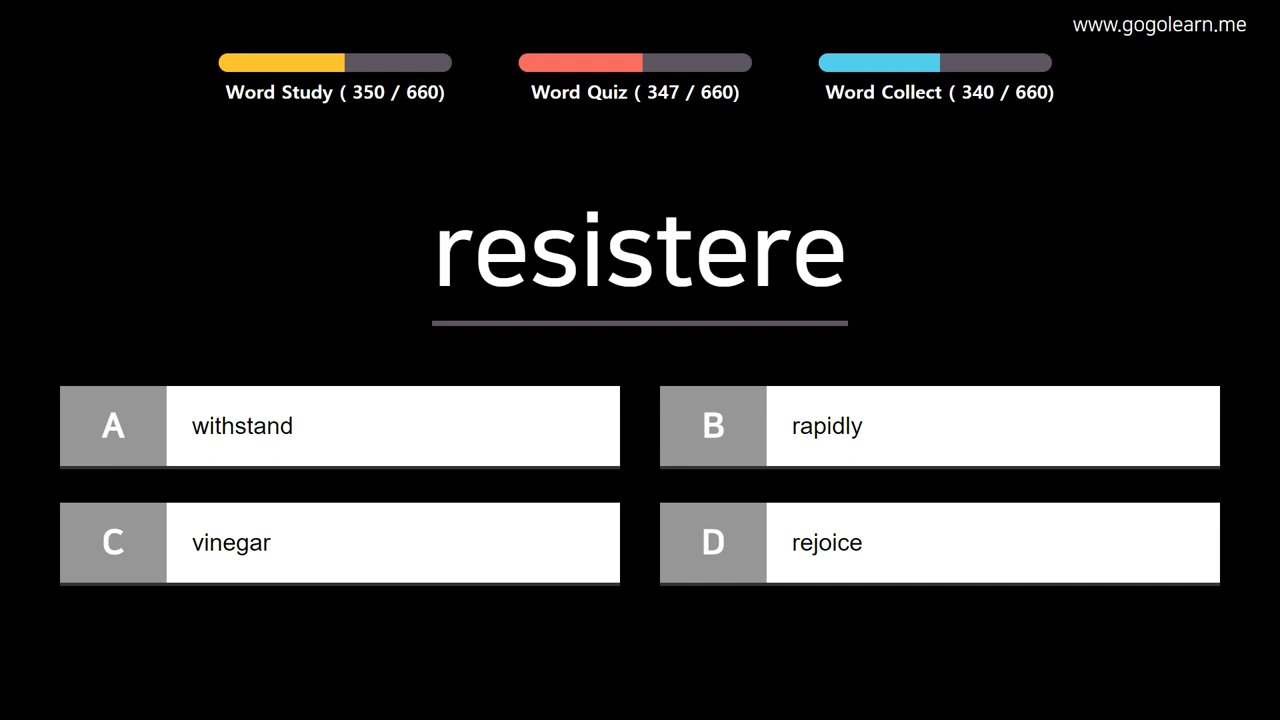 www.gogolearn.me
Word Study ( 350 / 660)
Word Quiz ( 347 / 660)
Word Collect ( 340 / 660)
resistere
A withstand
B rapidly
C vinegar
D rejoice